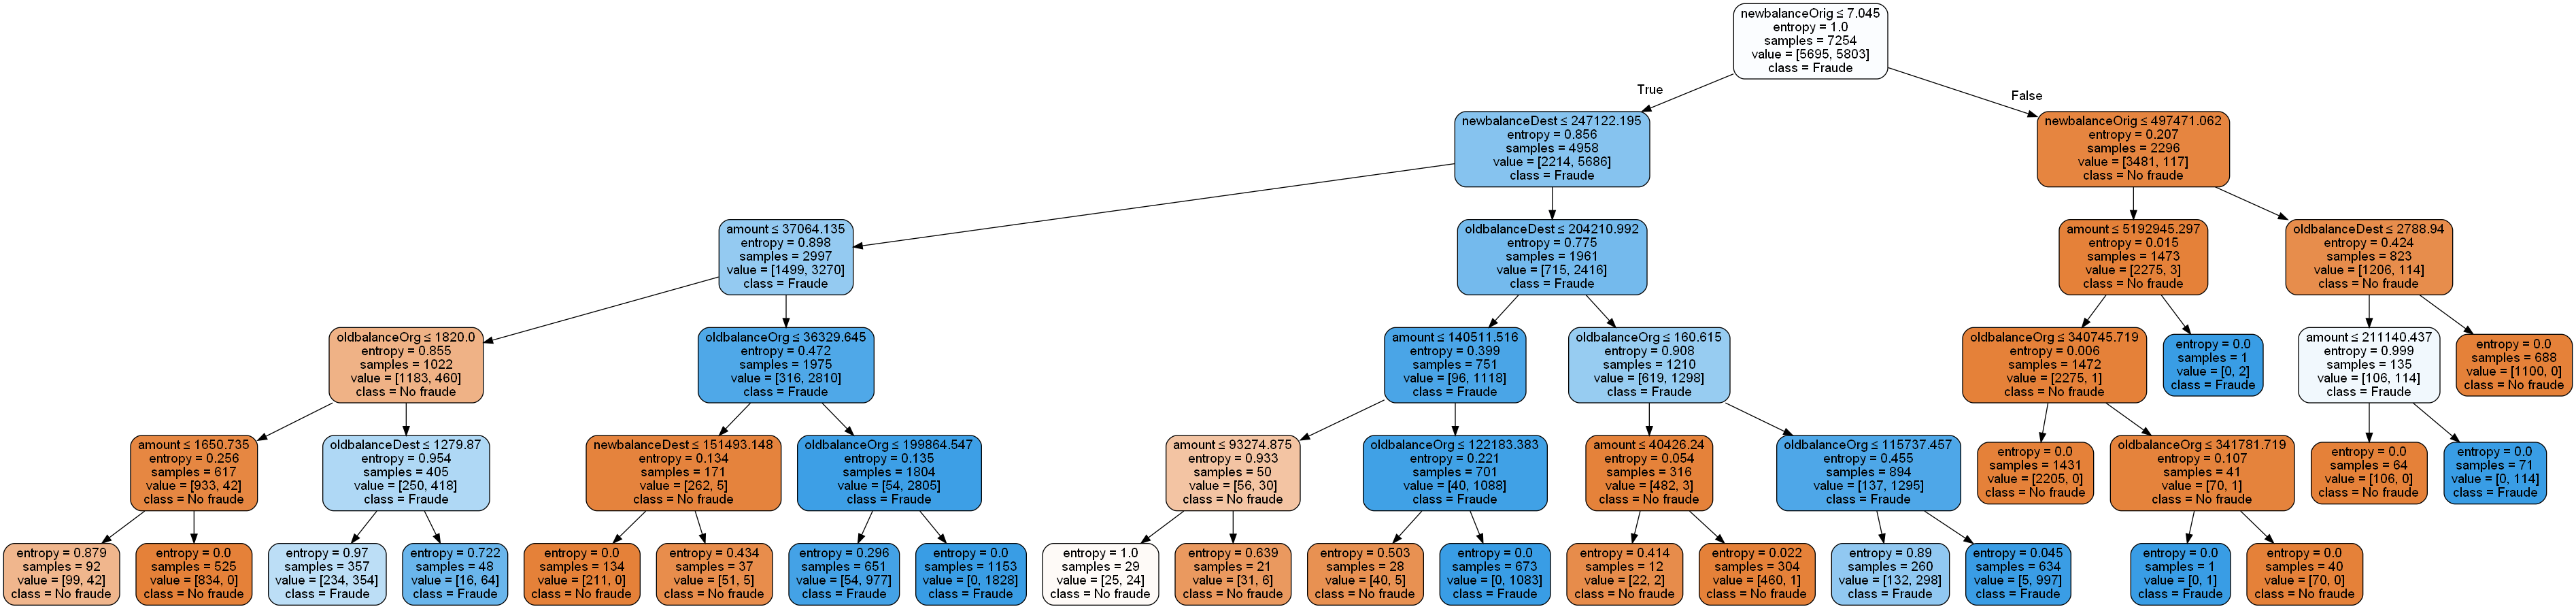 newbalanceOrig ≤ 7.045
entropy = 1.0
samples = 7254
value = [5695, 5803]
class = Fraude
True
False
newbalanceDest ≤ 247122.195
entropy = 0.856
samples = 4958
value = [2214, 5686]
class = Fraude
newbalanceOrig ≤ 497471.062
entropy = 0.207
samples = 2296
value = [3481, 117]
class = No fraude
amount ≤ 37064.135
entropy = 0.898
samples = 2997
value = [1499, 3270]
class = Fraude
oldbalanceDest ≤ 204210.992
entropy = 0.775
samples = 1961
value = [715, 2416]
class = Fraude
amount ≤ 5192945.297
entropy = 0.015
samples = 1473
value = [2275, 3]
class = No fraude
oldbalanceDest ≤ 2788.94
entropy = 0.424
samples = 823
value = [1206, 114]
class = No fraude
oldbalanceOrg ≤ 1820.0
entropy = 0.855
samples = 1022
value = [1183, 460]
class = No fraude
oldbalanceOrg ≤ 36329.645
entropy = 0.472
samples = 1975
value = [316, 2810]
class = Fraude
amount ≤ 140511.516
entropy = 0.399
samples = 751
value = [96, 1118]
class = Fraude
oldbalanceOrg ≤ 160.615
entropy = 0.908
samples = 1210
value = [619, 1298]
class = Fraude
oldbalanceOrg ≤ 340745.719
entropy = 0.006
samples = 1472
value = [2275, 1]
class = No fraude
entropy = 0.0
samples = 1
value = [0, 2]
class = Fraude
amount ≤ 211140.437
entropy = 0.999
samples = 135
value = [106, 114]
class = Fraude
entropy = 0.0
samples = 688
value = [1100, 0]
class = No fraude
amount ≤ 1650.735
entropy = 0.256
samples = 617
value = [933, 42]
class = No fraude
oldbalanceDest ≤ 1279.87
entropy = 0.954
samples = 405
value = [250, 418]
class = Fraude
newbalanceDest ≤ 151493.148
entropy = 0.134
samples = 171
value = [262, 5]
class = No fraude
oldbalanceOrg ≤ 199864.547
entropy = 0.135
samples = 1804
value = [54, 2805]
class = Fraude
amount ≤ 93274.875
entropy = 0.933
samples = 50
value = [56, 30]
class = No fraude
oldbalanceOrg ≤ 122183.383
entropy = 0.221
samples = 701
value = [40, 1088]
class = Fraude
amount ≤ 40426.24
entropy = 0.054
samples = 316
value = [482, 3]
class = No fraude
oldbalanceOrg ≤ 115737.457
entropy = 0.455
samples = 894
value = [137, 1295]
class = Fraude
entropy = 0.0
samples = 1431
value = [2205, 0]
class = No fraude
oldbalanceOrg ≤ 341781.719
entropy = 0.107
samples = 41
value = [70, 1]
class = No fraude
entropy = 0.0
samples = 64
value = [106, 0]
class = No fraude
entropy = 0.0
samples = 71
value = [0, 114]
class = Fraude
entropy = 0.879
samples = 92
value = [99, 42]
class = No fraude
entropy = 0.0
samples = 525
value = [834, 0]
class = No fraude
entropy = 0.97
samples = 357
value = [234, 354]
class = Fraude
entropy = 0.722
samples = 48
value = [16, 64]
class = Fraude
entropy = 0.0
samples = 134
value = [211, 0]
class = No fraude
entropy = 0.434
samples = 37
value = [51, 5]
class = No fraude
entropy = 0.296
samples = 651
value = [54, 977]
class = Fraude
entropy = 0.0
samples = 1153
value = [0, 1828]
class = Fraude
entropy = 1.0
samples = 29
value = [25, 24]
class = No fraude
entropy = 0.639
samples = 21
value = [31, 6]
class = No fraude
entropy = 0.503
samples = 28
value = [40, 5]
class = No fraude
entropy = 0.0
samples = 673
value = [0, 1083]
class = Fraude
entropy = 0.414
samples = 12
value = [22, 2]
class = No fraude
entropy = 0.022
samples = 304
value = [460, 1]
class = No fraude
entropy = 0.89
samples = 260
value = [132, 298]
class = Fraude
entropy = 0.045
samples = 634
value = [5, 997]
class = Fraude
entropy = 0.0
samples = 1
value = [0, 1]
class = Fraude
entropy = 0.0
samples = 40
value = [70, 0]
class = No fraude